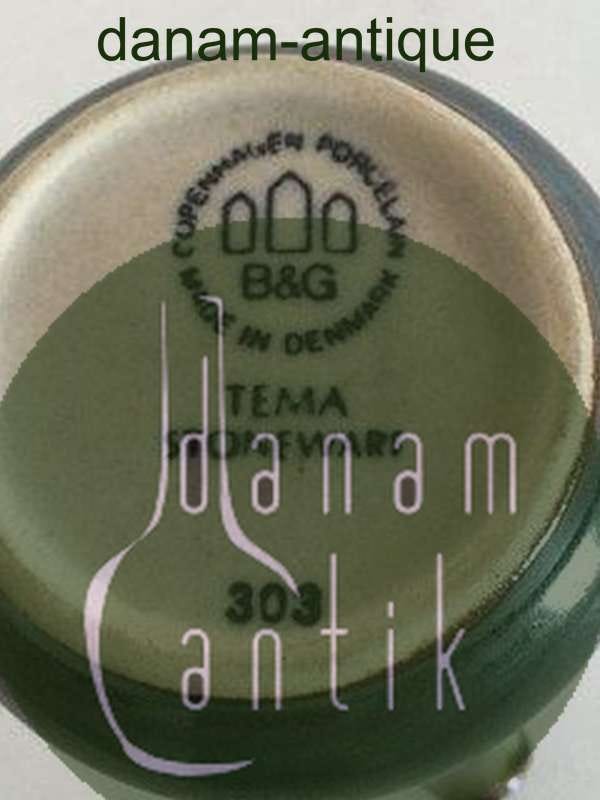 danam-antique
COPENHAGEN PORCELAIN
B&G
MADE IN DENMARK
TEMA
STONEWARE
danam
303
antik